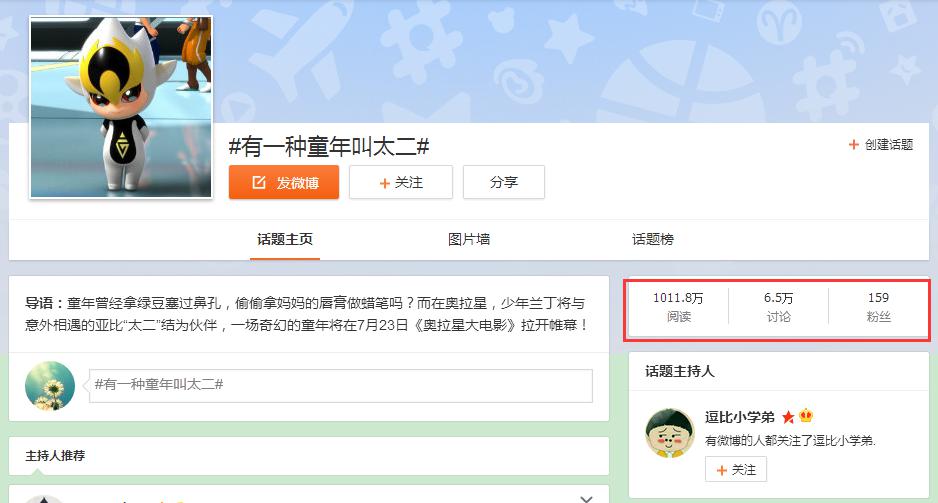 #有一种童年叫太二#
+ 创建话题
发微博
+ 关注
分享
话题主页
图片墙
话题榜
导语：童年曾经拿绿豆塞过鼻孔，偷偷拿妈妈的唇膏做蜡笔吗？而在奥拉星，少年兰丁将与
意外相遇的亚比“太二”结为伙伴，一场奇幻的童年将在7月23日《奥拉星大电影》拉开帷幕！
1011.8万
阅读
6.5万
讨论
159
粉丝
#有一种童年叫太二#
话题主持人
逗比小学弟
有微博的人都关注了逗比小学弟.
+ 关注
主持人推荐